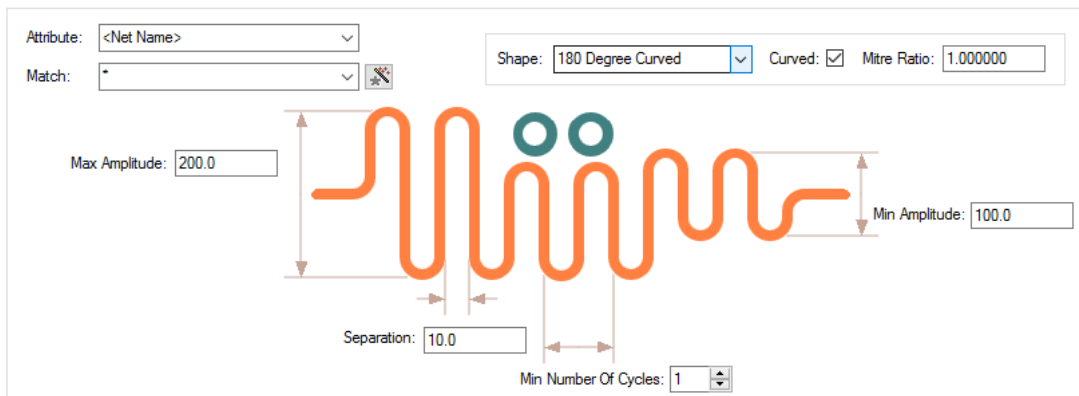 Attribute: <Net Name>
Shape: 180 Degree Curved Curved: Mitre Ratio: 1.000000
Match: *
Max Amplitude: 200.0
Min Amplitude: 100.0
Separation: 10.0
Min Number Of Cycles: 1